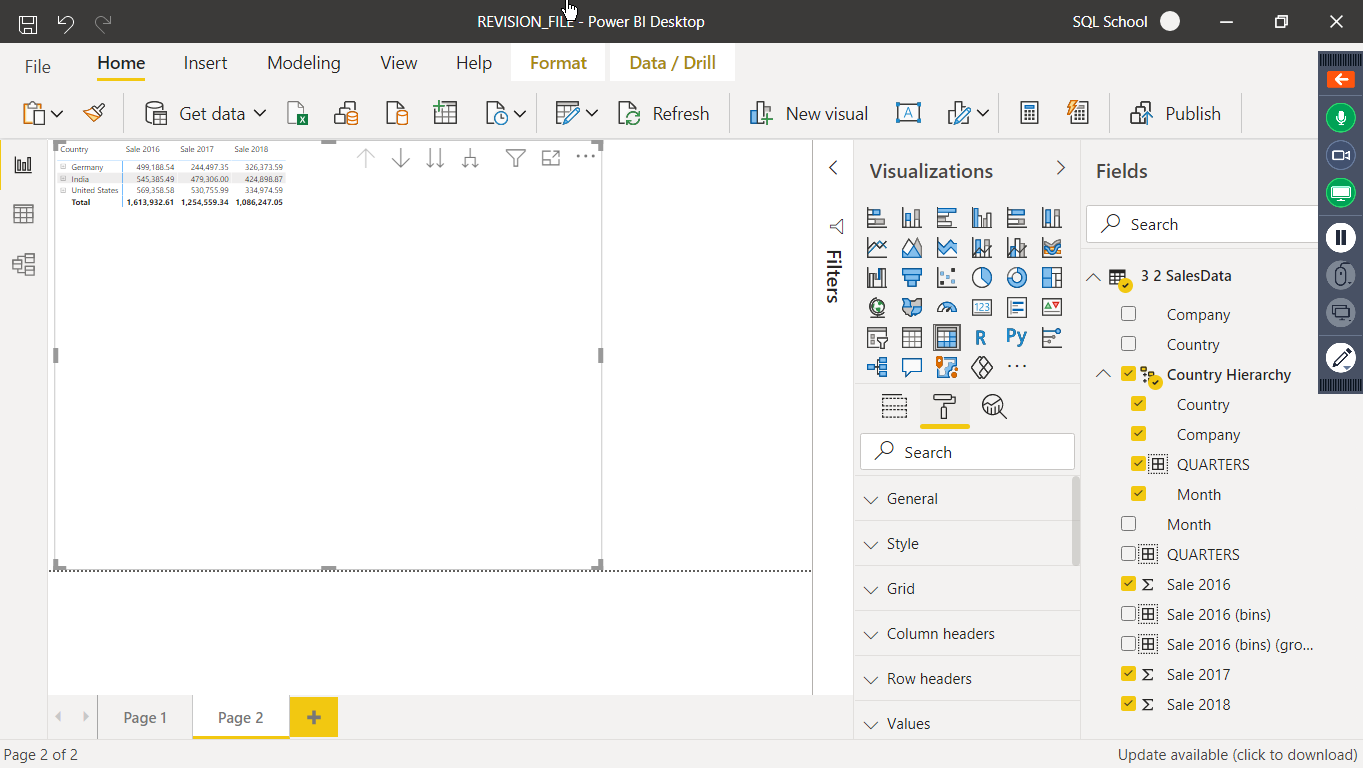 REVISION_FILE - Power BI Desktop
SQL School
File Home Insert Modeling View Help Format Data / Drill
Get data Refresh New visual Publish
Country Sale 2016 Sale 2017 Sale 2018
Germany 499,188.54 244,497.35 326,373.59
India 545,385.49 479,306.00 424,898.87
United States 569,358.58 530,755.99 334,974.59
Total 1,613,932.61 1,254,559.34 1,086,247.05
Filters
Visualizations
123
R
Py
Search
General
Style
Grid
Column headers
Row headers
Values
Fields
Search
3 2 SalesData
Company
Country
Country Hierarchy
Country
Company
QUARTERS
Month
Month
QUARTERS
Sale 2016
Sale 2016 (bins)
Sale 2016 (bins) (gro...
Sale 2017
Sale 2018
Page 1
Page 2
Page 2 of 2
Update available (click to download)